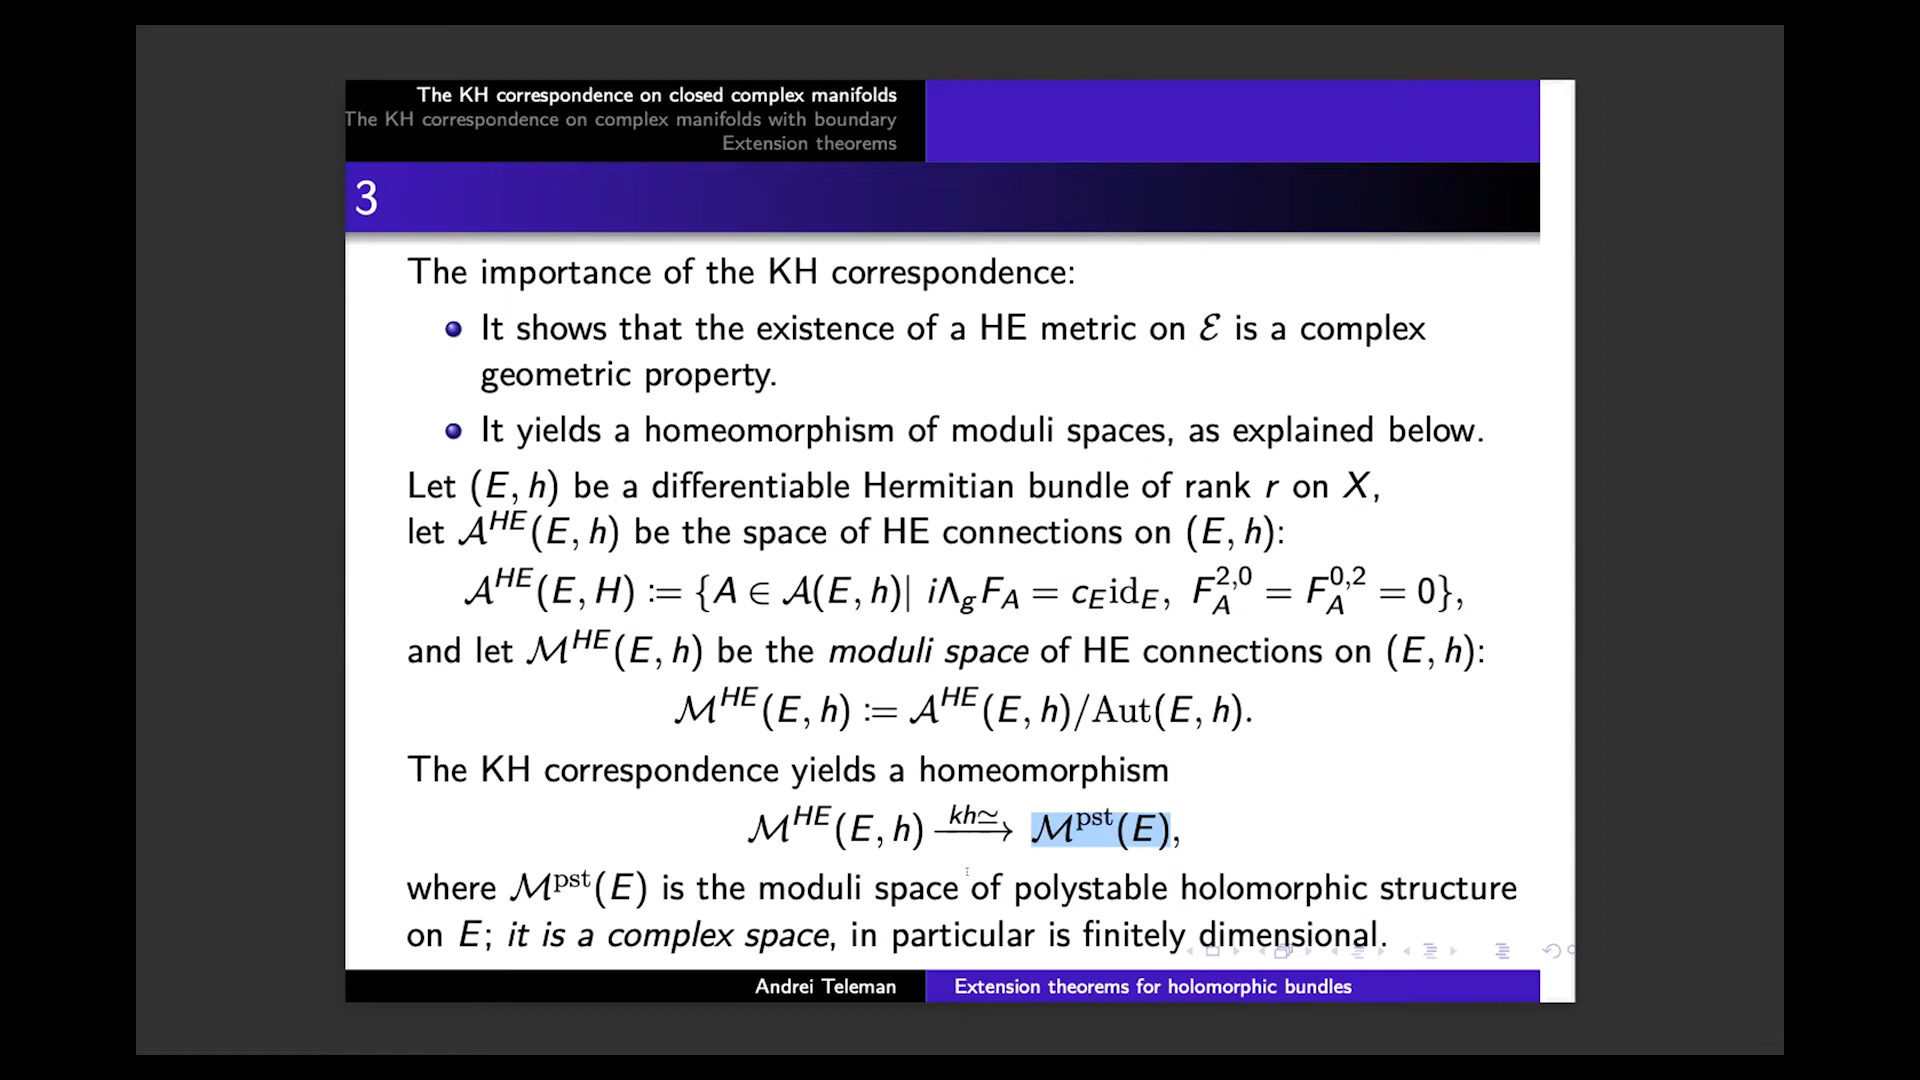 The KH correspondence on closed complex manifolds
The KH correspondence on complex manifolds with boundary
Extension theorems
3
The importance of the KH correspondence:
It shows that the existence of a HE metric on ℰ is a complex
geometric property.
It yields a homeomorphism of moduli spaces, as explained below.
Let (E, h) be a differentiable Hermitian bundle of rank r on X,
let 𝒜^{HE}(E, h) be the space of HE connections on (E, h):
𝒜^{HE}(E, H) := {A ∈ 𝒜(E, h)| iΛ_g F_A = c_E id_E, F_A^{2,0} = F_A^{0,2} = 0},
and let ℳ^{HE}(E, h) be the moduli space of HE connections on (E, h):
ℳ^{HE}(E, h) := 𝒜^{HE}(E, h)/Aut(E, h).
The KH correspondence yields a homeomorphism
ℳ^{HE}(E, h) \xrightarrow{kh≃} ℳ^{pst}(E),
where ℳ^{pst}(E) is the moduli space of polystable holomorphic structure
on E; it is a complex space, in particular is finitely dimensional.
Andrei Teleman
Extension theorems for holomorphic bundles